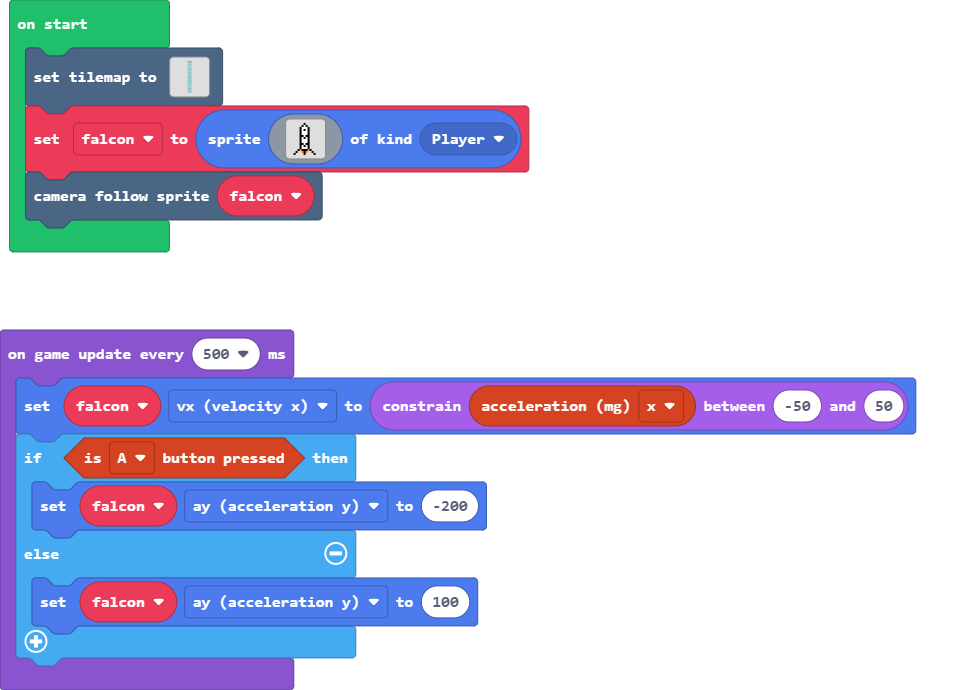 on start
set tilemap to
set falcon to sprite of kind Player
camera follow sprite falcon
on game update every 500 ms
set falcon vx (velocity x) to constrain acceleration (mg) x between -50 and 50
if is A button pressed then
set falcon ay (acceleration y) to -200
else
set falcon ay (acceleration y) to 100